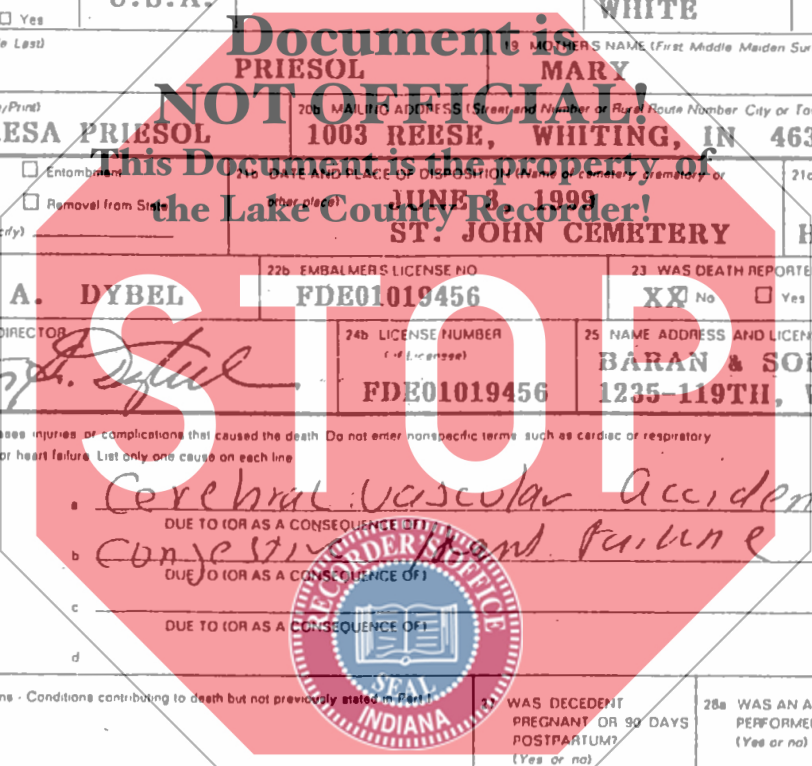 Yes
U.S.A.
WHITE
Last)
Document is
19 MOTHERS NAME (First Middle Maiden Sur
PRIESOL
MARY
NOT OFFICIAL!
/Print)
20b MAILING ADDRESS (Street and Number or Rural Route Number City or To
ESA PRIESOL
1003 REESE, WHITING, IN 463
This Document is the property of
Entombment
21b DATE AND PLACE OF DISPOSITION (Name of cemetery crematory or
21c
Removal from State
other place)
JUNE 3, 1999
the Lake County Recorder!
cify)
ST. JOHN CEMETERY
H
22b EMBALMERS LICENSE NO
23 WAS DEATH REPORTE
A. DYBEL
FDE01019456
XX No
Yes
STOP
DIRECTOR
24b LICENSE NUMBER
25 NAME ADDRESS AND LICEN
(of Licensee)
BARAN & SO
FDE01019456
1235-119TH, W
ases injuries or complications that caused the death Do not enter nonspecific terms such as cardiac or respiratory
or heart failure List only one cause on each line
a Cerebral vascular Acciden
DUE TO (OR AS A CONSEQUENCE OF)
b Congestive Heart Failure
DUE TO (OR AS A CONSEQUENCE OF)
c
DUE TO (OR AS A CONSEQUENCE OF)
d
RECORDER'S OFFICE
SEAL
INDIANA
ns - Conditions contributing to death but not previously stated in Part I
27 WAS DECEDENT
28a WAS AN A
PREGNANT OR 90 DAYS
PERFORME
POSTPARTUM?
(Yes or no)
(Yes or no)